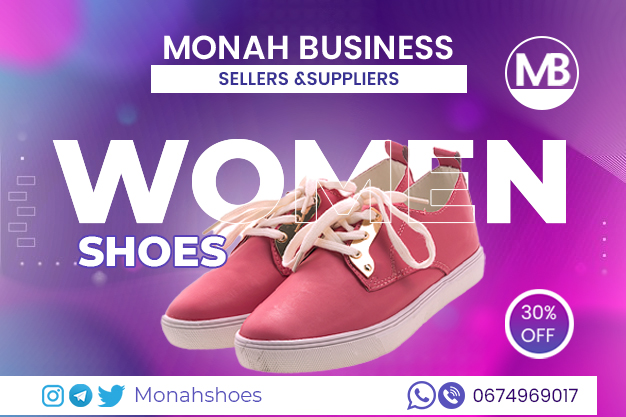 MONAH BUSINESS
SELLERS &SUPPLIERS
MB
WOMEN
SHOES
30%
OFF
Monahshoes
0674969017